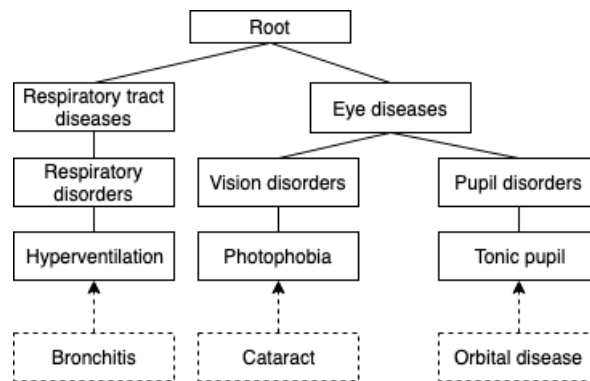 Root
Respiratory tract
diseases
Eye diseases
Respiratory
disorders
Vision disorders
Pupil disorders
Hyperventilation
Photophobia
Tonic pupil
Bronchitis
Cataract
Orbital disease